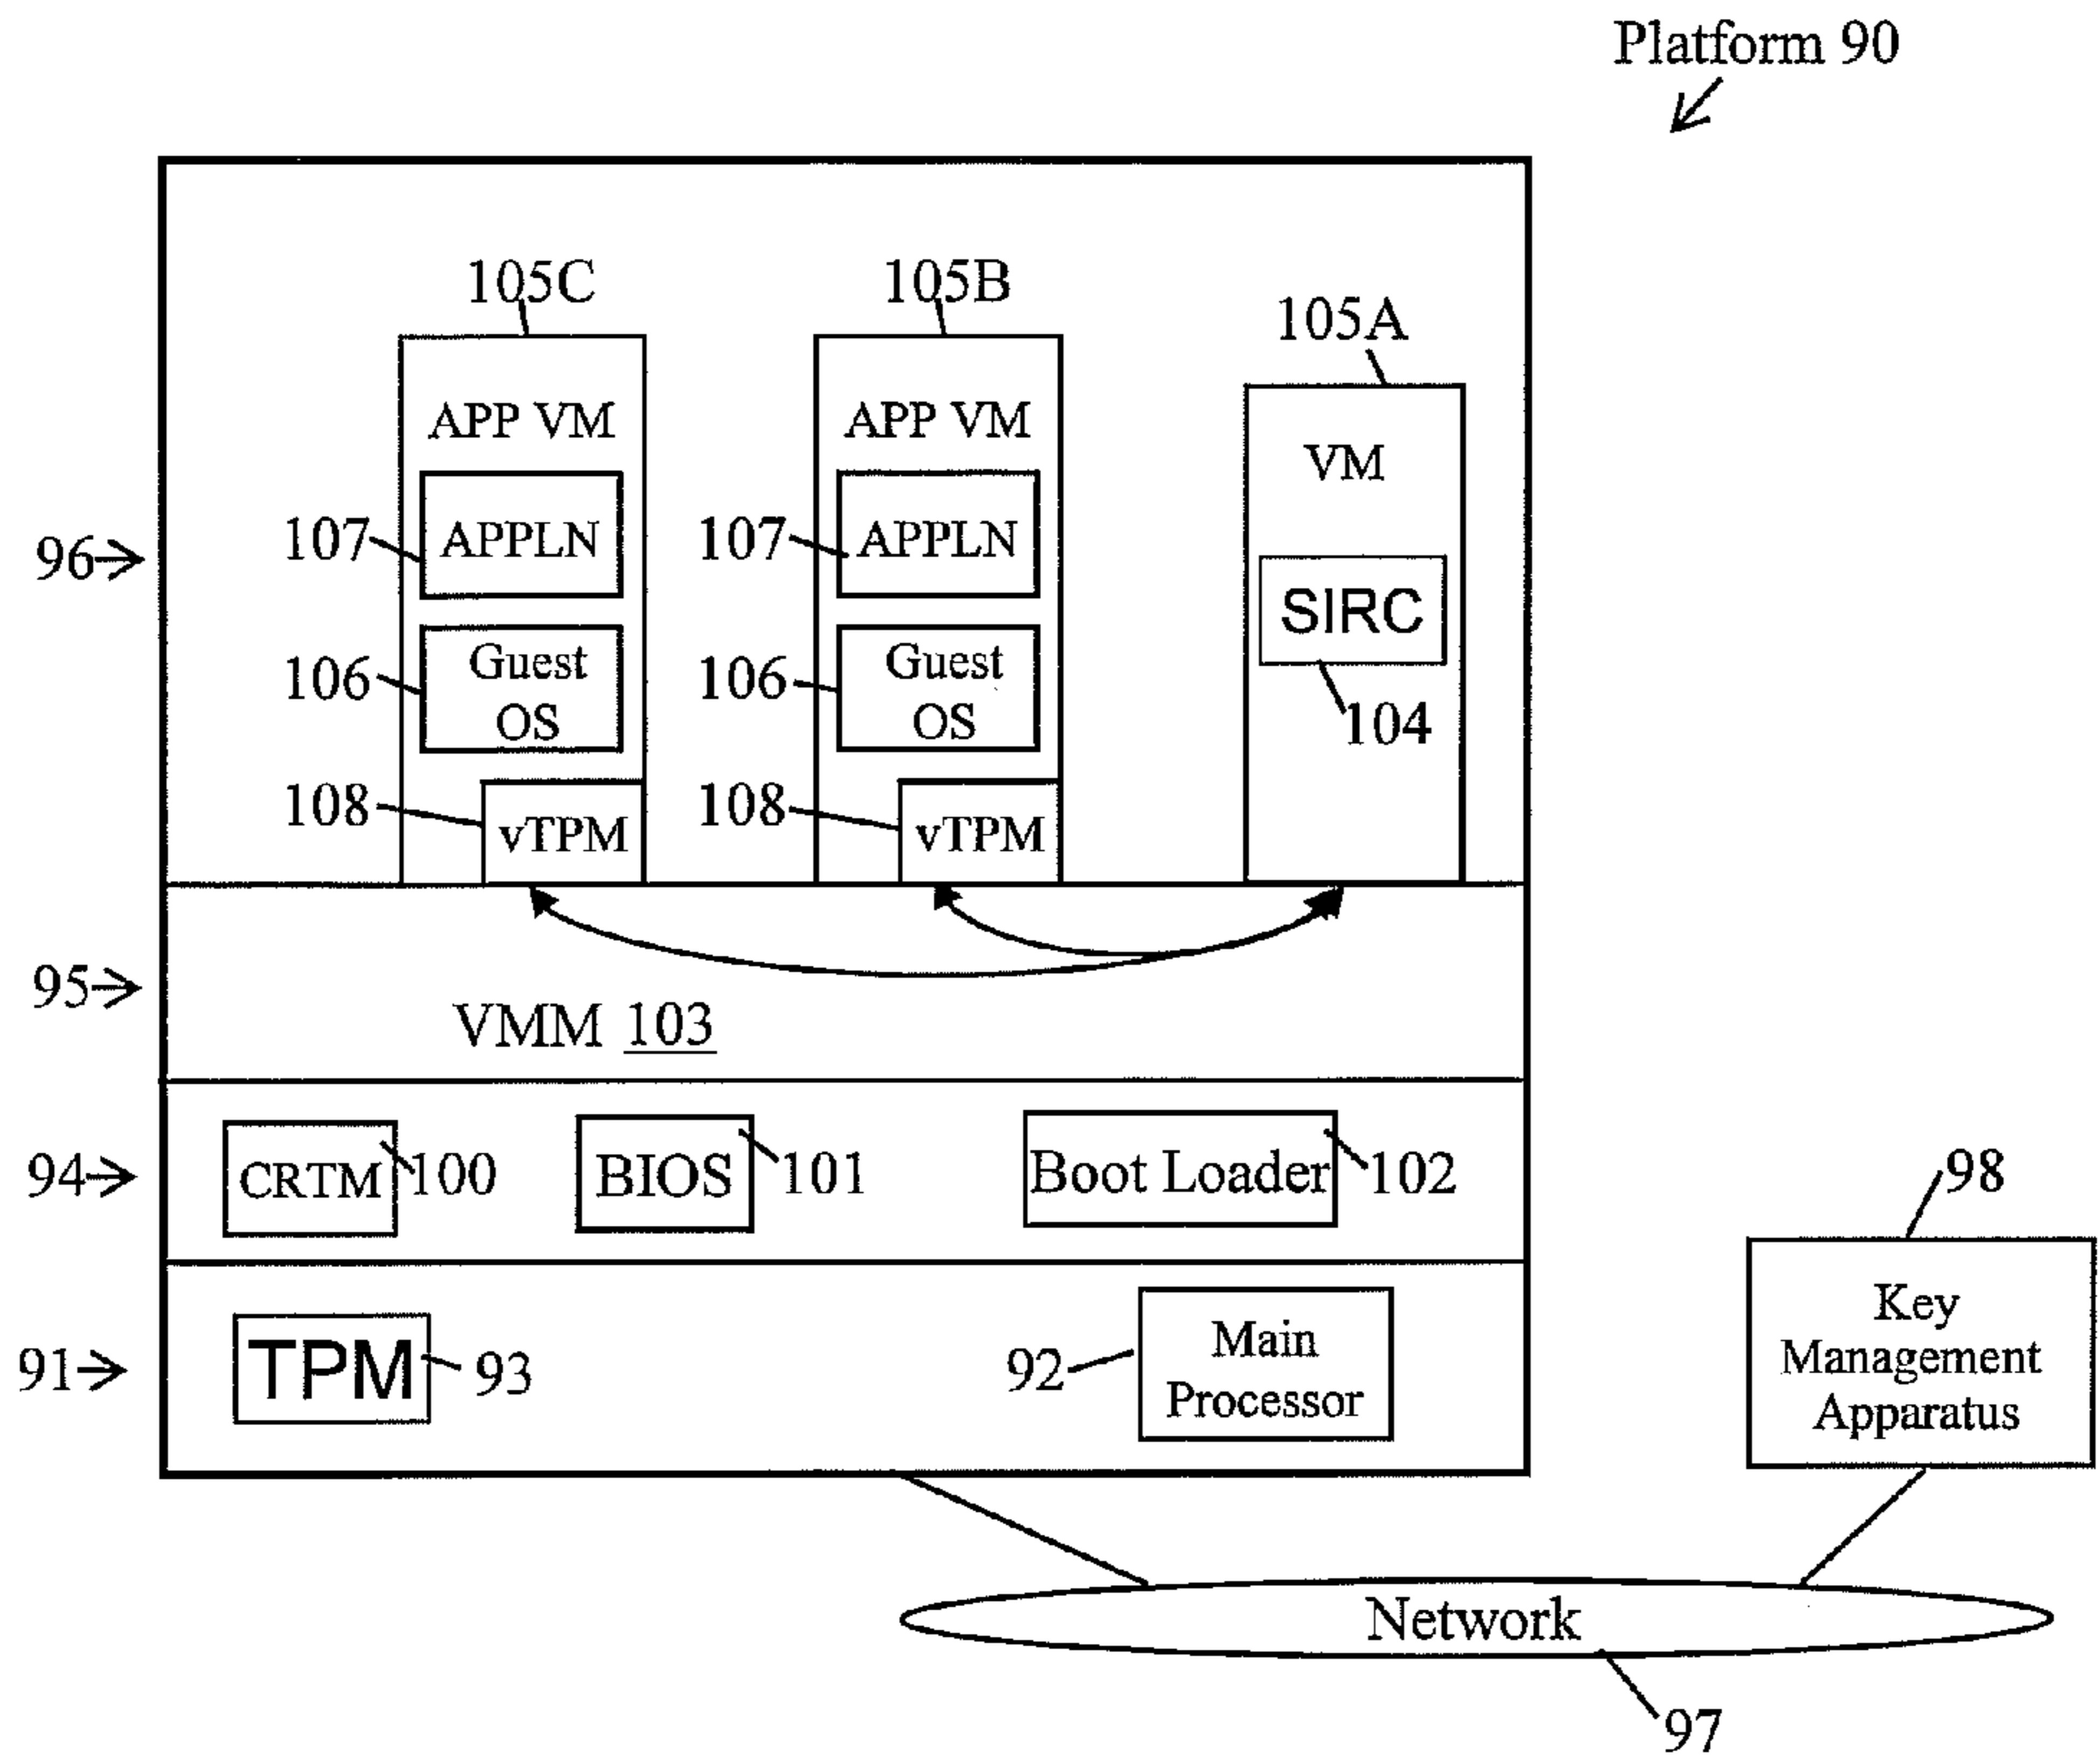 Platform 90
105C
105B
105A
APP VM
APP VM
VM
96
107
APPLN
107
APPLN
SIRC
106
Guest
OS
106
Guest
OS
104
108
vTPM
108
vTPM
95
VMM 103
94
CRTM
100
BIOS
101
Boot Loader
102
98
91
TPM
93
92
Main
Processor
Key
Management
Apparatus
Network
97